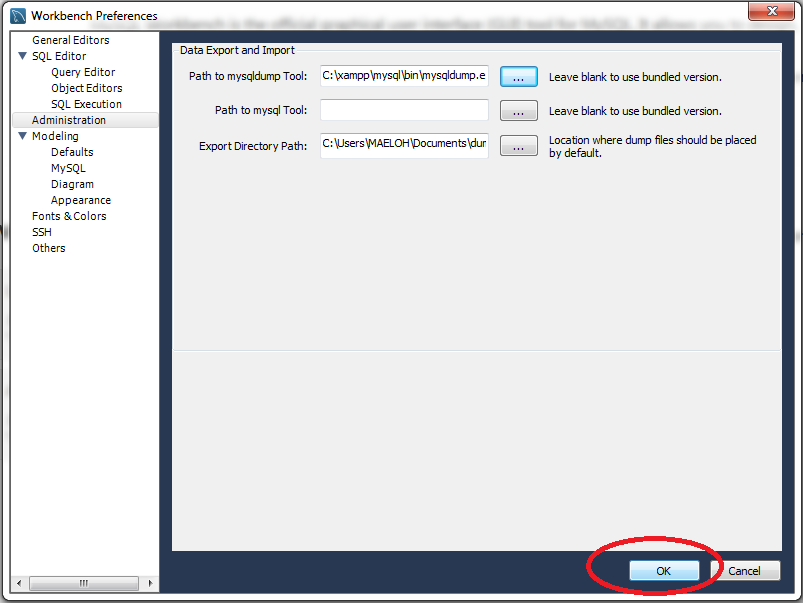 Workbench Preferences
General Editors
SQL Editor
Query Editor
Object Editors
SQL Execution
Administration
Modeling
Defaults
MySQL
Diagram
Appearance
Fonts & Colors
SSH
Others
Data Export and Import
Path to mysqldump Tool: C:\xampp\mysql\bin\mysqldump.e ... Leave blank to use bundled version.
Path to mysql Tool: ... Leave blank to use bundled version.
Export Directory Path: C:\Users\MAELOH\Documents\dur ... Location where dump files should be placed
by default.
OK Cancel